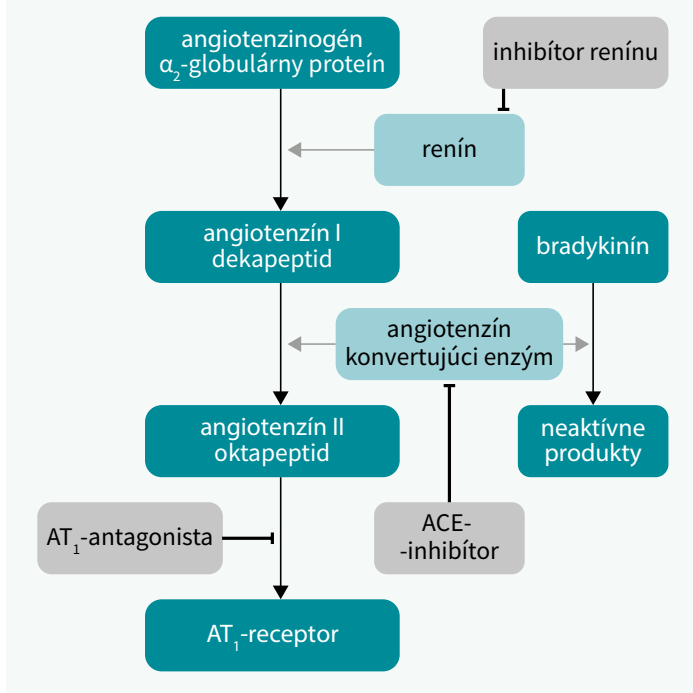 angiotenzinogén
α₂-globulárny proteín
inhibítor renínu
renín
angiotenzín I
dekapeptid
bradykinín
angiotenzín
konvertujúci enzým
angiotenzín II
oktapeptid
neaktívne
produkty
AT₁-antagonista
ACE-
-inhibítor
AT₁-receptor